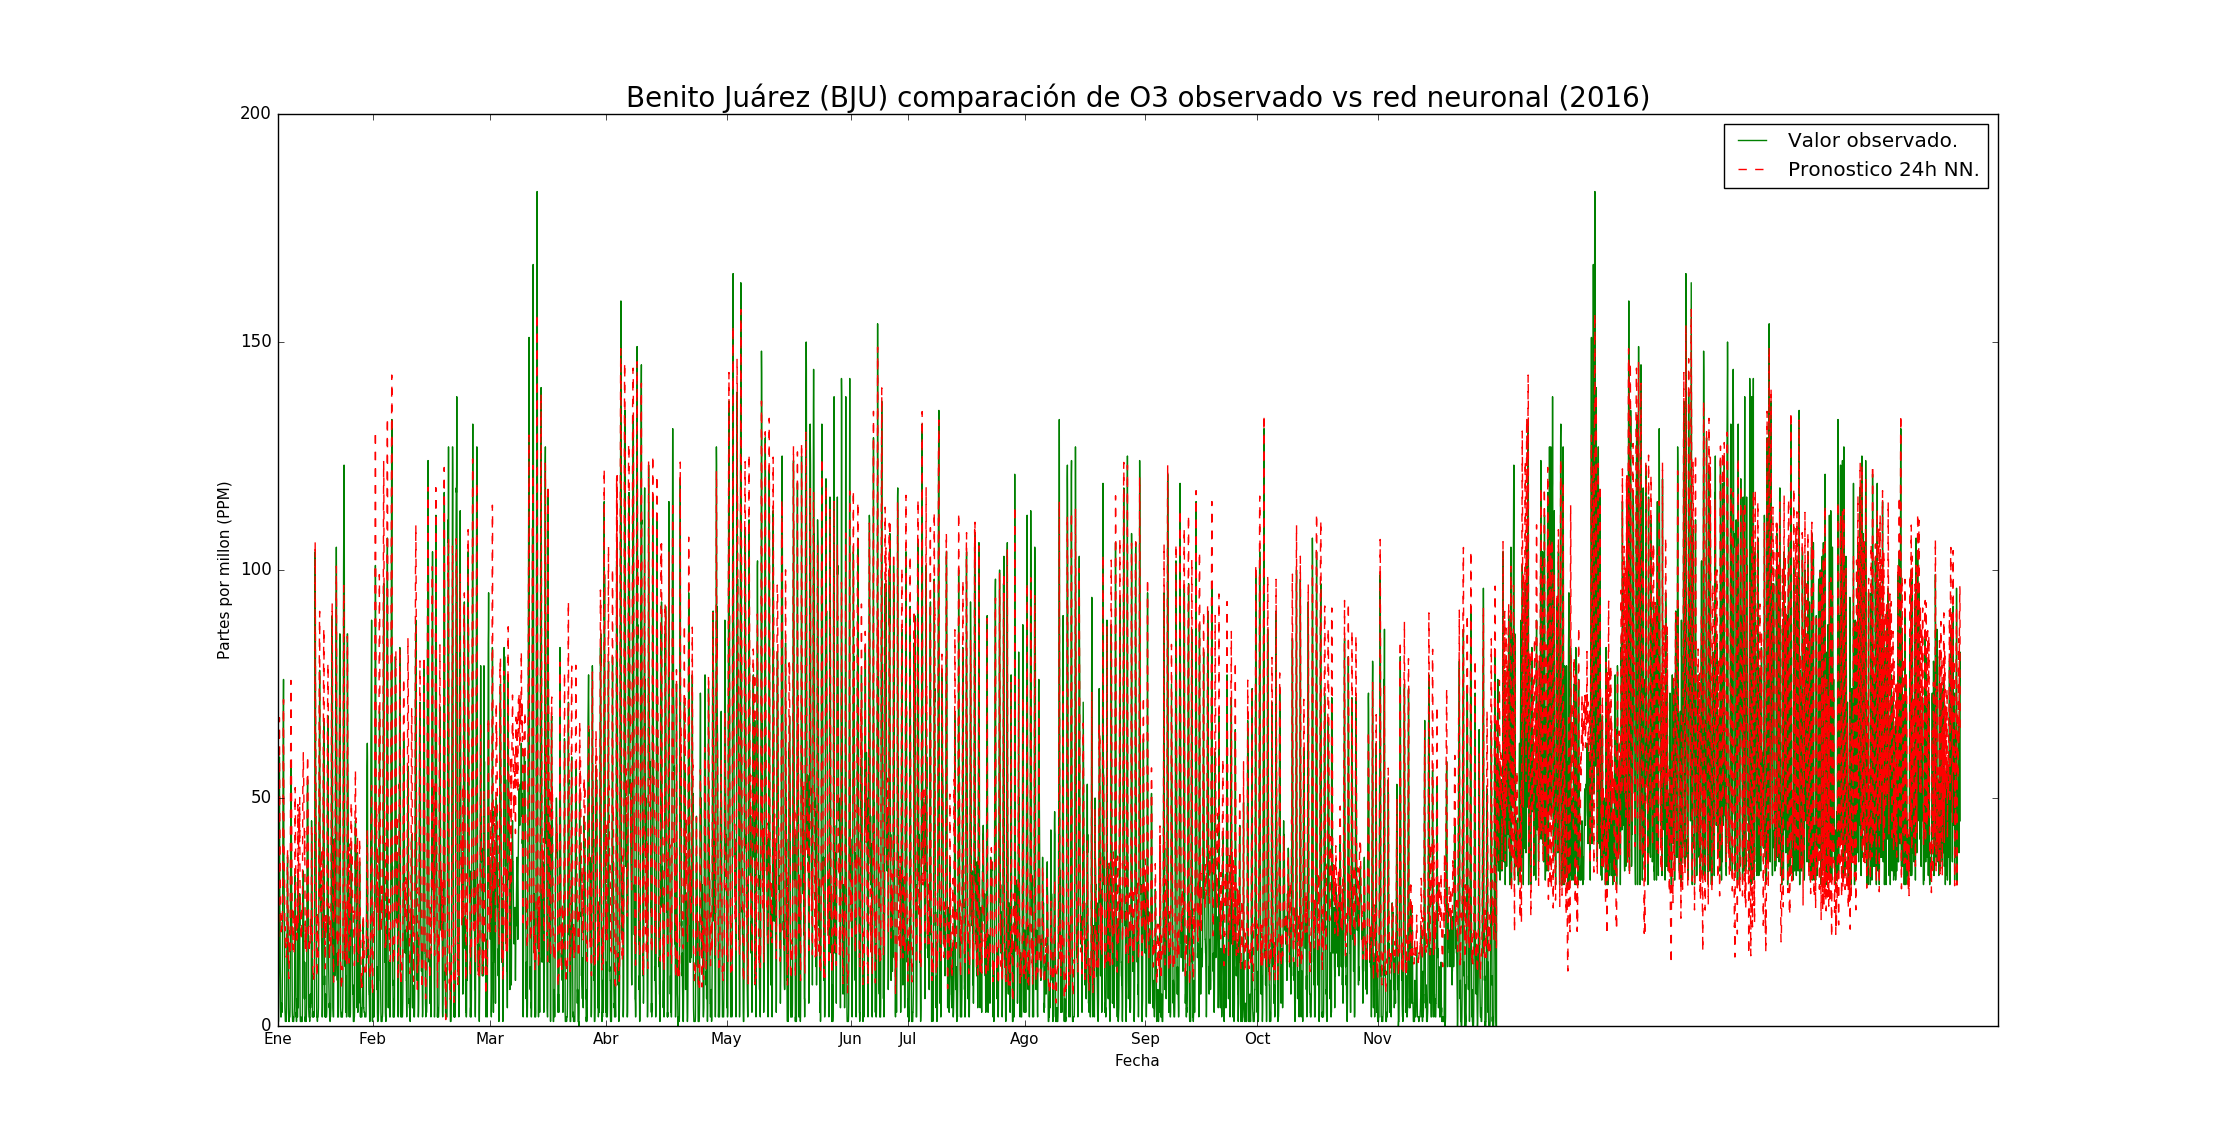 Benito Juárez (BJU) comparación de O3 observado vs red neuronal (2016)
200
150
100
50
0
Partes por millon (PPM)
Valor observado.
Pronostico 24h NN.
Ene Feb Mar Abr May Jun Jul Ago Sep Oct Nov
Fecha